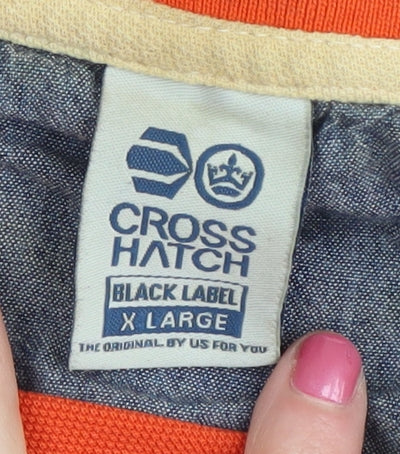 CROSS
HATCH
BLACK LABEL
X LARGE
THE ORIGINAL. BY US FOR YOU